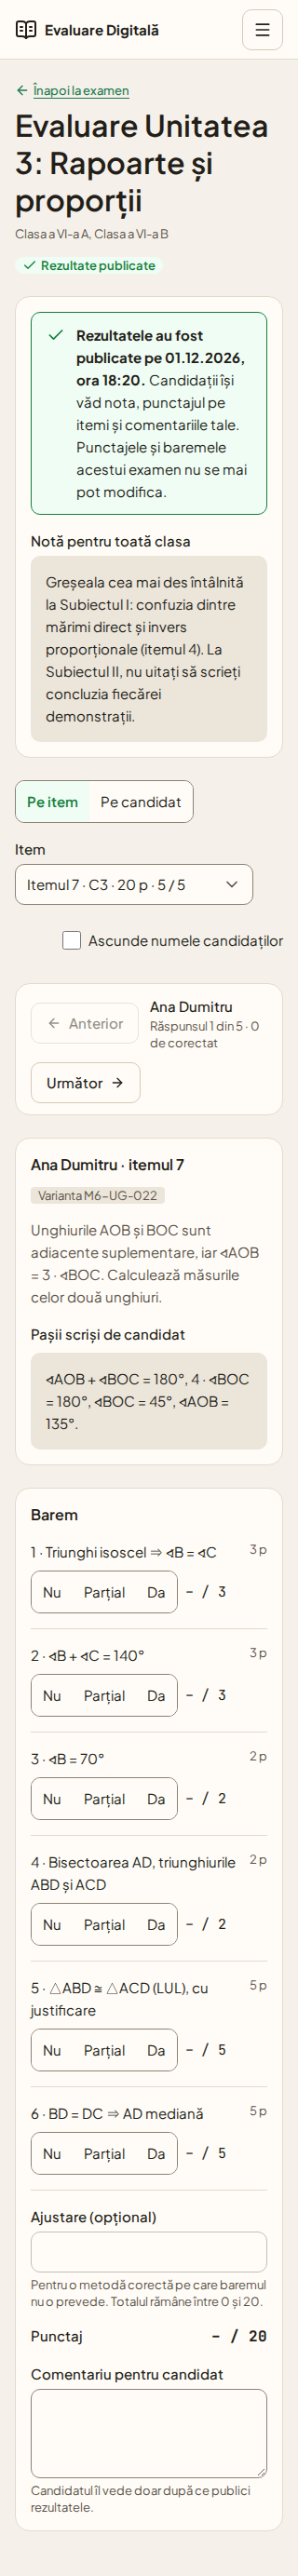 Evaluare Digitală
← Înapoi la examen
Evaluare Unitatea
3: Rapoarte și
proporții
Clasa a VI-a A, Clasa a VI-a B
Rezultate publicate
Rezultatele au fost
publicate pe 01.12.2026,
ora 18:20. Candidații își
văd nota, punctajul pe
itemi și comentariile tale.
Punctajele și baremele
acestui examen nu se mai
pot modifica.
Notă pentru toată clasa
Greșeala cea mai des întâlnită
la Subiectul I: confuzia dintre
mărimi direct și invers
proporționale (itemul 4). La
Subiectul II, nu uitați să scrieți
concluzia fiecărei
demonstrații.
Pe item Pe candidat
Item
Itemul 7 · C3 · 20 p · 5 / 5
Ascunde numele candidaților
← Anterior
Ana Dumitru
Răspunsul 1 din 5 · 0
de corectat
Următor →
Ana Dumitru · itemul 7
Varianta M6-UG-022
Unghiurile AOB și BOC sunt
adiacente suplementare, iar ∢AOB
= 3 · ∢BOC. Calculează măsurile
celor două unghiuri.
Pașii scriși de candidat
∢AOB + ∢BOC = 180°, 4 · ∢BOC
= 180°, ∢BOC = 45°, ∢AOB =
135°.
Barem
1 · Triunghi isoscel ⇒ ∢B = ∢C 3 p
Nu Parțial Da – / 3
2 · ∢B + ∢C = 140° 3 p
Nu Parțial Da – / 3
3 · ∢B = 70° 2 p
Nu Parțial Da – / 2
4 · Bisectoarea AD, triunghiurile 2 p
ABD și ACD
Nu Parțial Da – / 2
5 · △ABD ≅ △ACD (LUL), cu 5 p
justificare
Nu Parțial Da – / 5
6 · BD = DC ⇒ AD mediană 5 p
Nu Parțial Da – / 5
Ajustare (opțional)
Pentru o metodă corectă pe care baremul
nu o prevede. Totalul rămâne între 0 și 20.
Punctaj – / 20
Comentariu pentru candidat
Candidatul îl vede doar după ce publici
rezultatele.